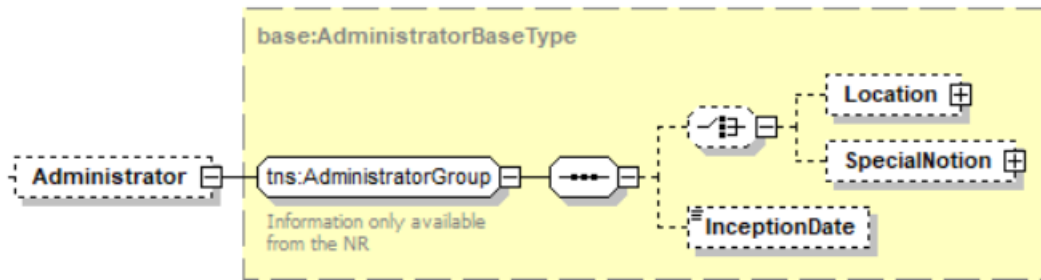 base:AdministratorBaseType
Administrator
tns:AdministratorGroup
Information only available
from the NR
Location
SpecialNotion
InceptionDate